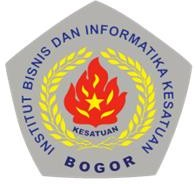 INSTITUT BISNIS DAN INFORMATIKA KESATUAN
KESATUAN
BOGOR